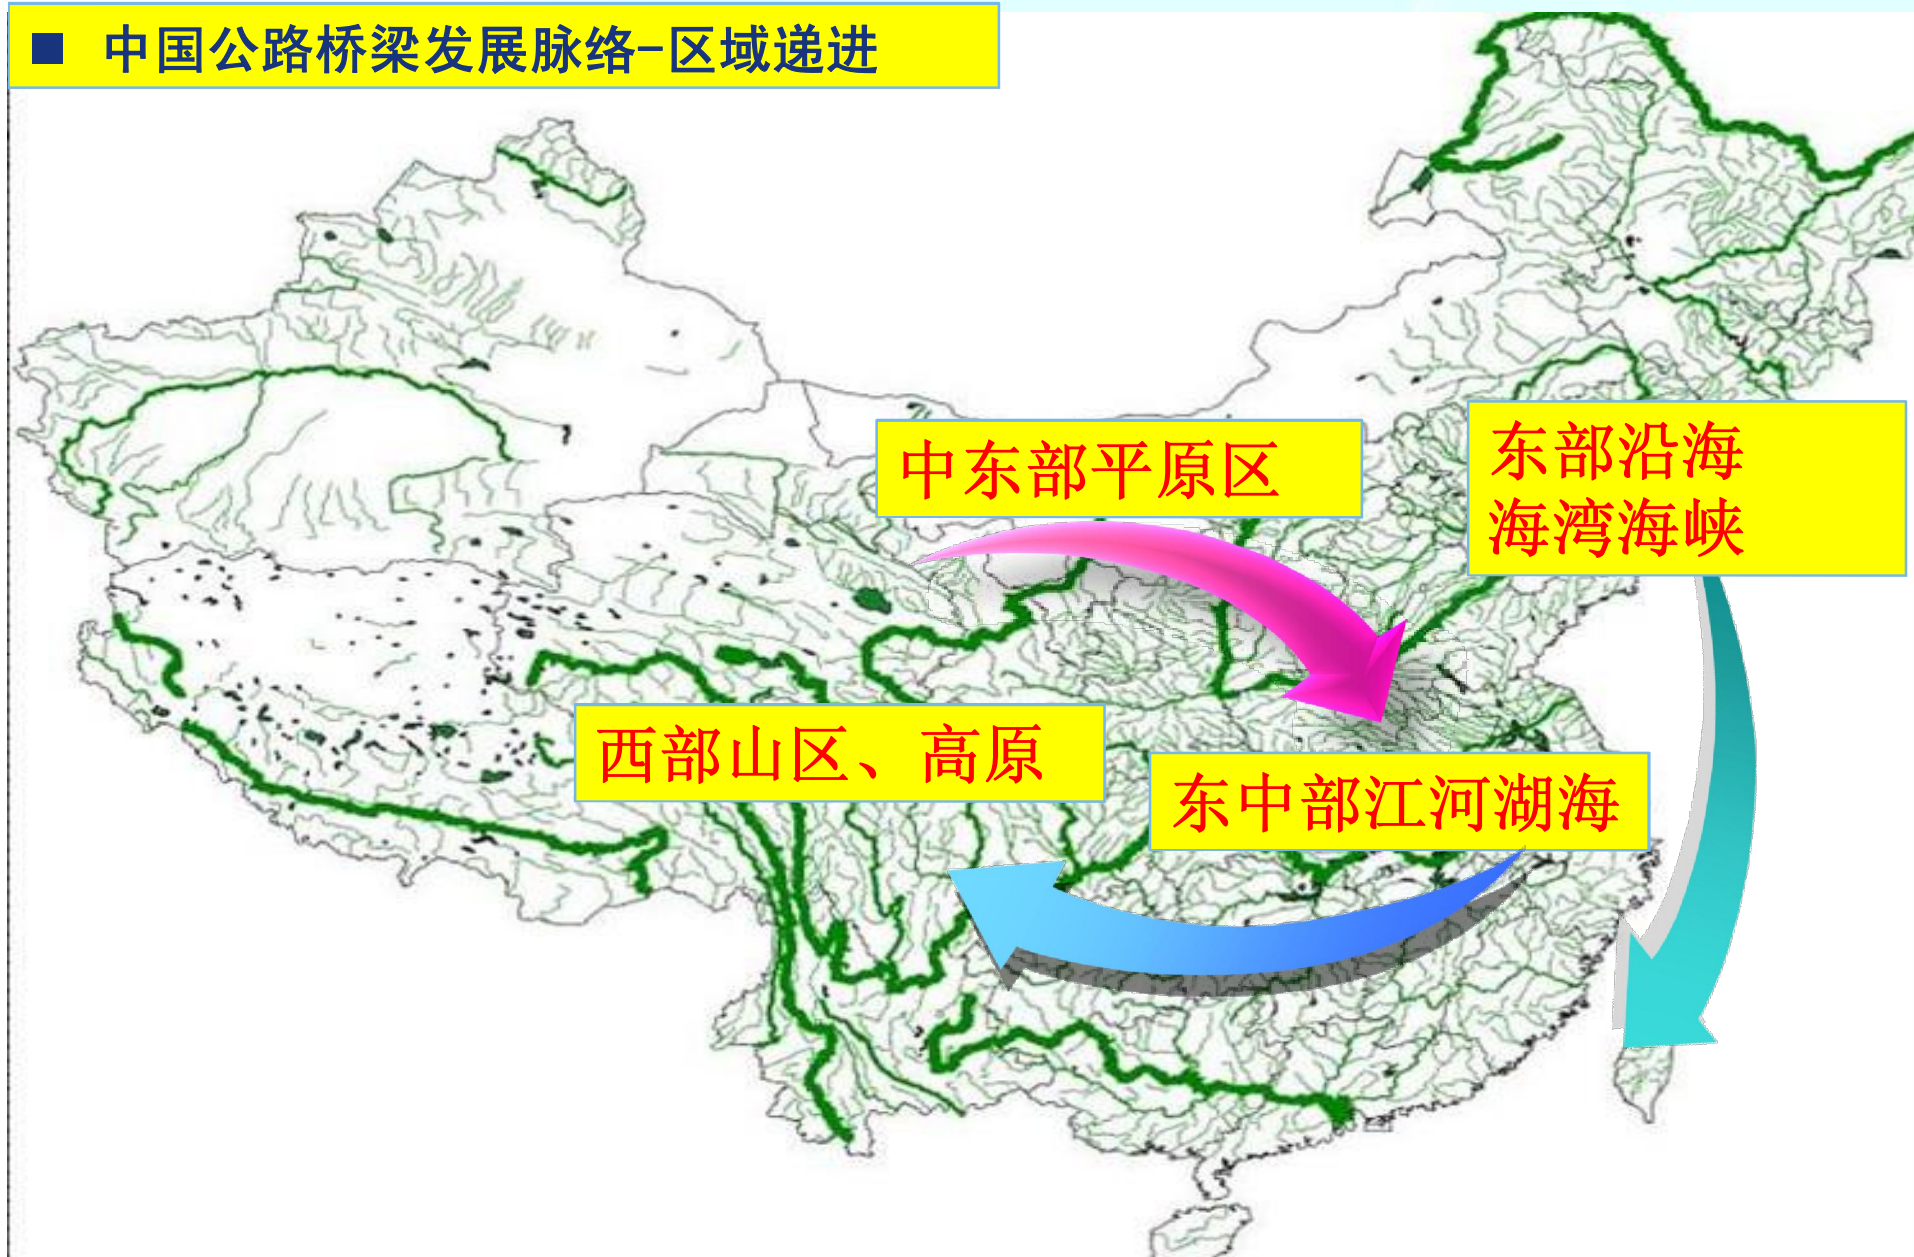 ■ 中国公路桥梁发展脉络-区域递进
中东部平原区
东部沿海
海湾海峡
西部山区、高原
东中部江河湖海